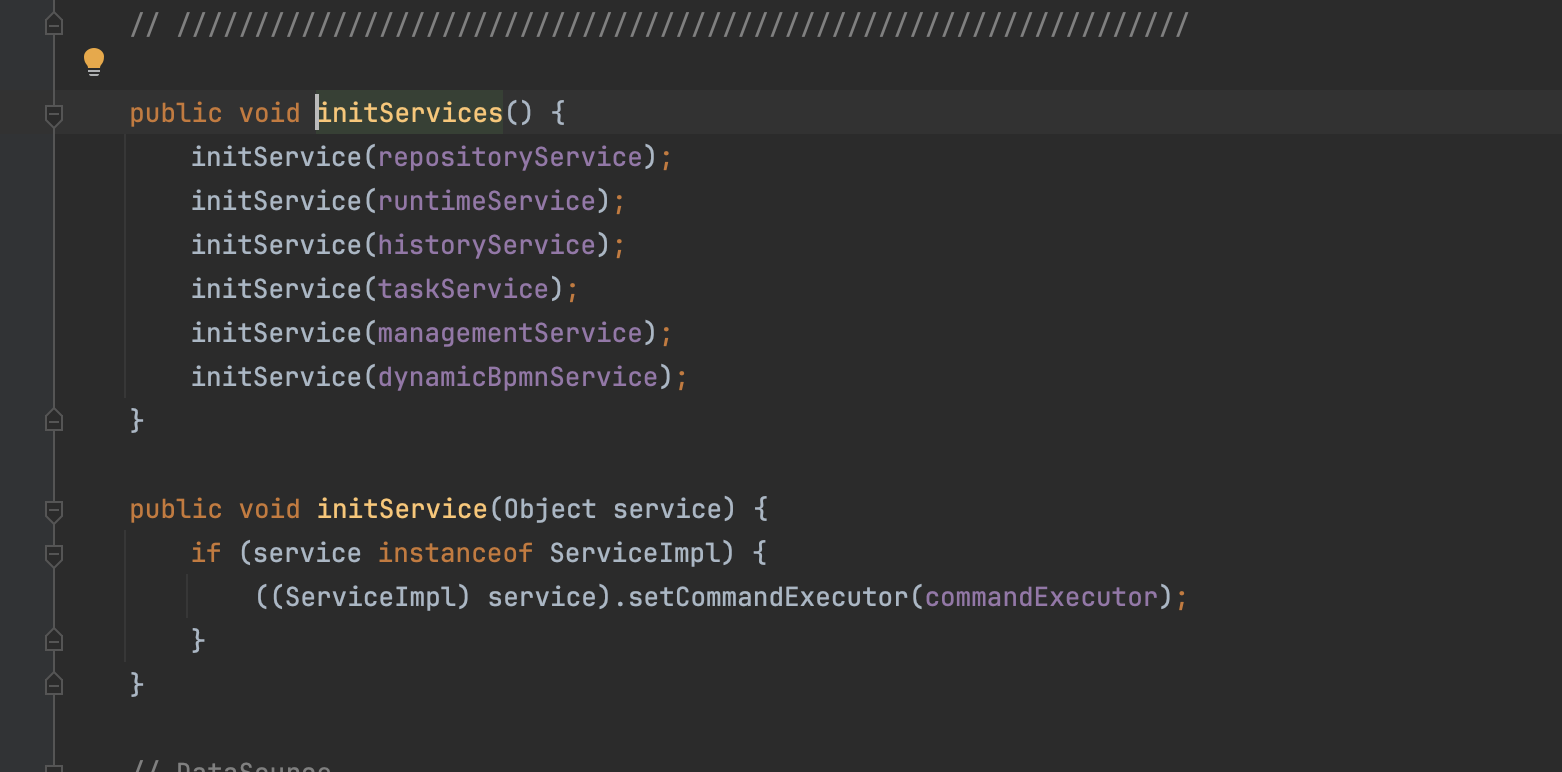 // /////////////////////////////////////////////////////////////////
public void initServices() {
initService(repositoryService);
initService(runtimeService);
initService(historyService);
initService(taskService);
initService(managementService);
initService(dynamicBpmnService);
}
public void initService(Object service) {
if (service instanceof ServiceImpl) {
((ServiceImpl) service).setCommandExecutor(commandExecutor);
}
}
// DataSource